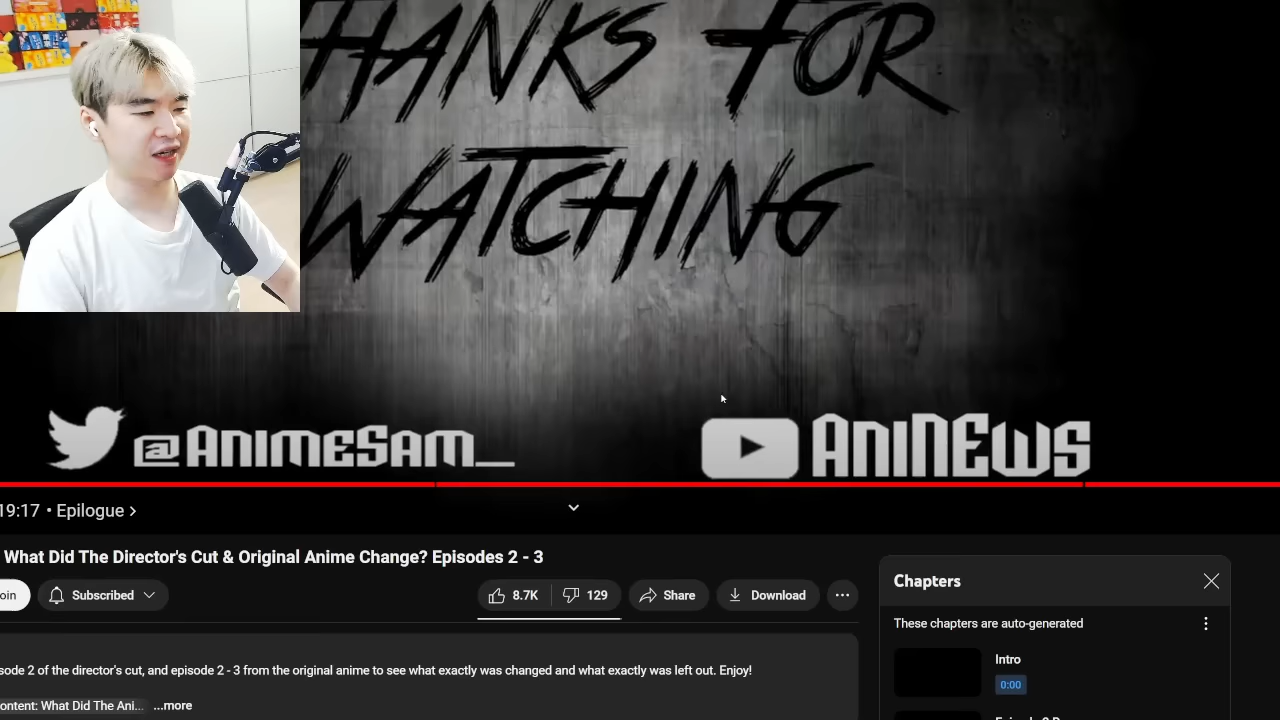 HANKS FOR
WATCHING
@AnimeSam_
AniNews
19:17 • Epilogue >
What Did The Director's Cut & Original Anime Change? Episodes 2 - 3
oin
Subscribed
8.7K
129
Share
Download
...
Chapters
These chapters are auto-generated
Intro
0:00
sode 2 of the director's cut, and episode 2 - 3 from the original anime to see what exactly was changed and what exactly was left out. Enjoy!
ontent: What Did The Ani... ...more